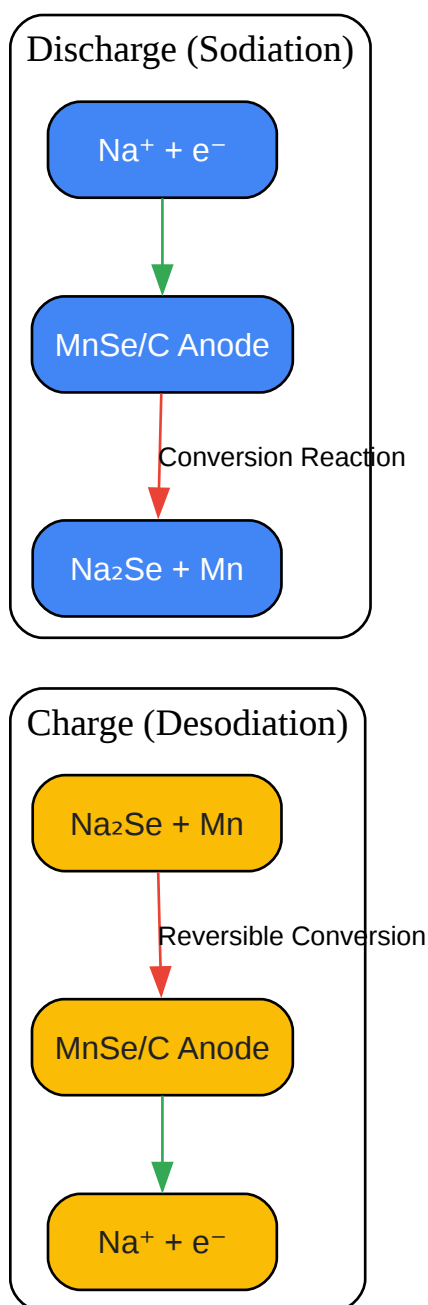 Discharge (Sodiation)
Na⁺ + e⁻
MnSe/C Anode
Conversion Reaction
Na₂Se + Mn
Charge (Desodiation)
Na₂Se + Mn
Reversible Conversion
MnSe/C Anode
Na⁺ + e⁻